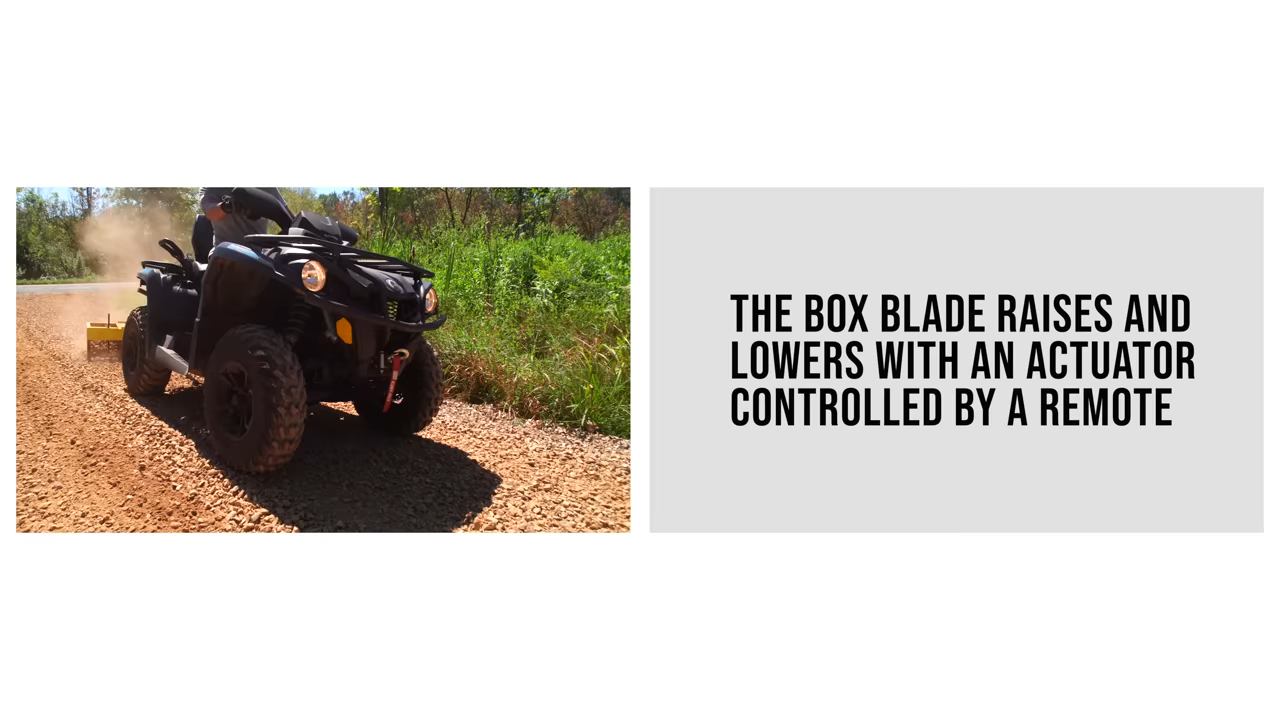 THE BOX BLADE RAISES AND
LOWERS WITH AN ACTUATOR
CONTROLLED BY A REMOTE